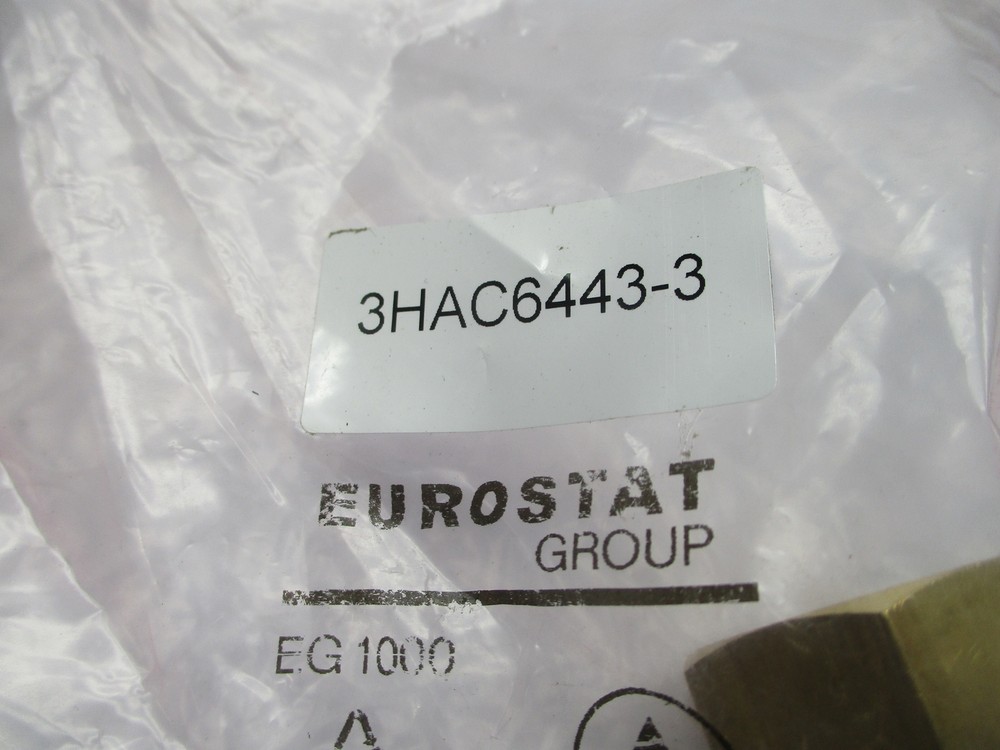 3HAC6443-3
EUROSTAT
GROUP
EG 1000